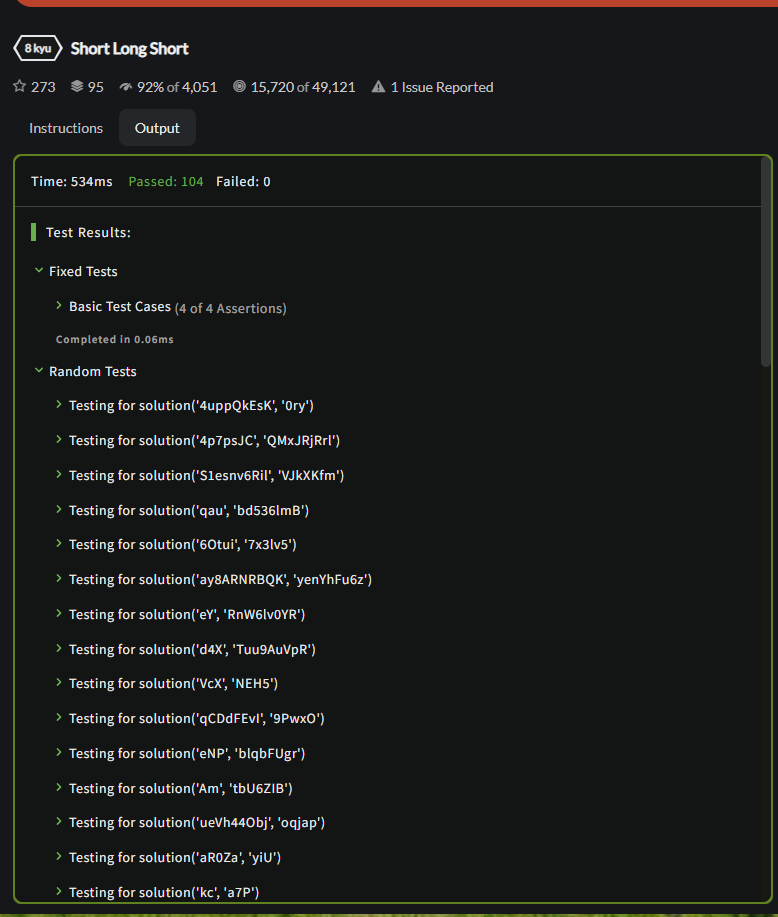 8 kyu Short Long Short
273 95 92% of 4,051 15,720 of 49,121 1 Issue Reported
Instructions Output
Time: 534ms Passed: 104 Failed: 0
Test Results:
Fixed Tests
Basic Test Cases (4 of 4 Assertions)
Completed in 0.06ms
Random Tests
Testing for solution('4uppQkEsK', '0ry')
Testing for solution('4p7psJC', 'QMxJRjRrl')
Testing for solution('S1esnv6Ril', 'VJkXKfm')
Testing for solution('qau', 'bd536lmB')
Testing for solution('6Otui', '7x3lv5')
Testing for solution('ay8ARNRBQK', 'yenYhFu6z')
Testing for solution('eY', 'RnW6lv0YR')
Testing for solution('d4X', 'Tuu9AuVpR')
Testing for solution('VcX', 'NEH5')
Testing for solution('qCDdFEvI', '9PwxO')
Testing for solution('eNP', 'blqbFUgr')
Testing for solution('Am', 'tbU6ZIB')
Testing for solution('ueVh44Obj', 'oqjap')
Testing for solution('aR0Za', 'yiU')
Testing for solution('kc', 'a7P')